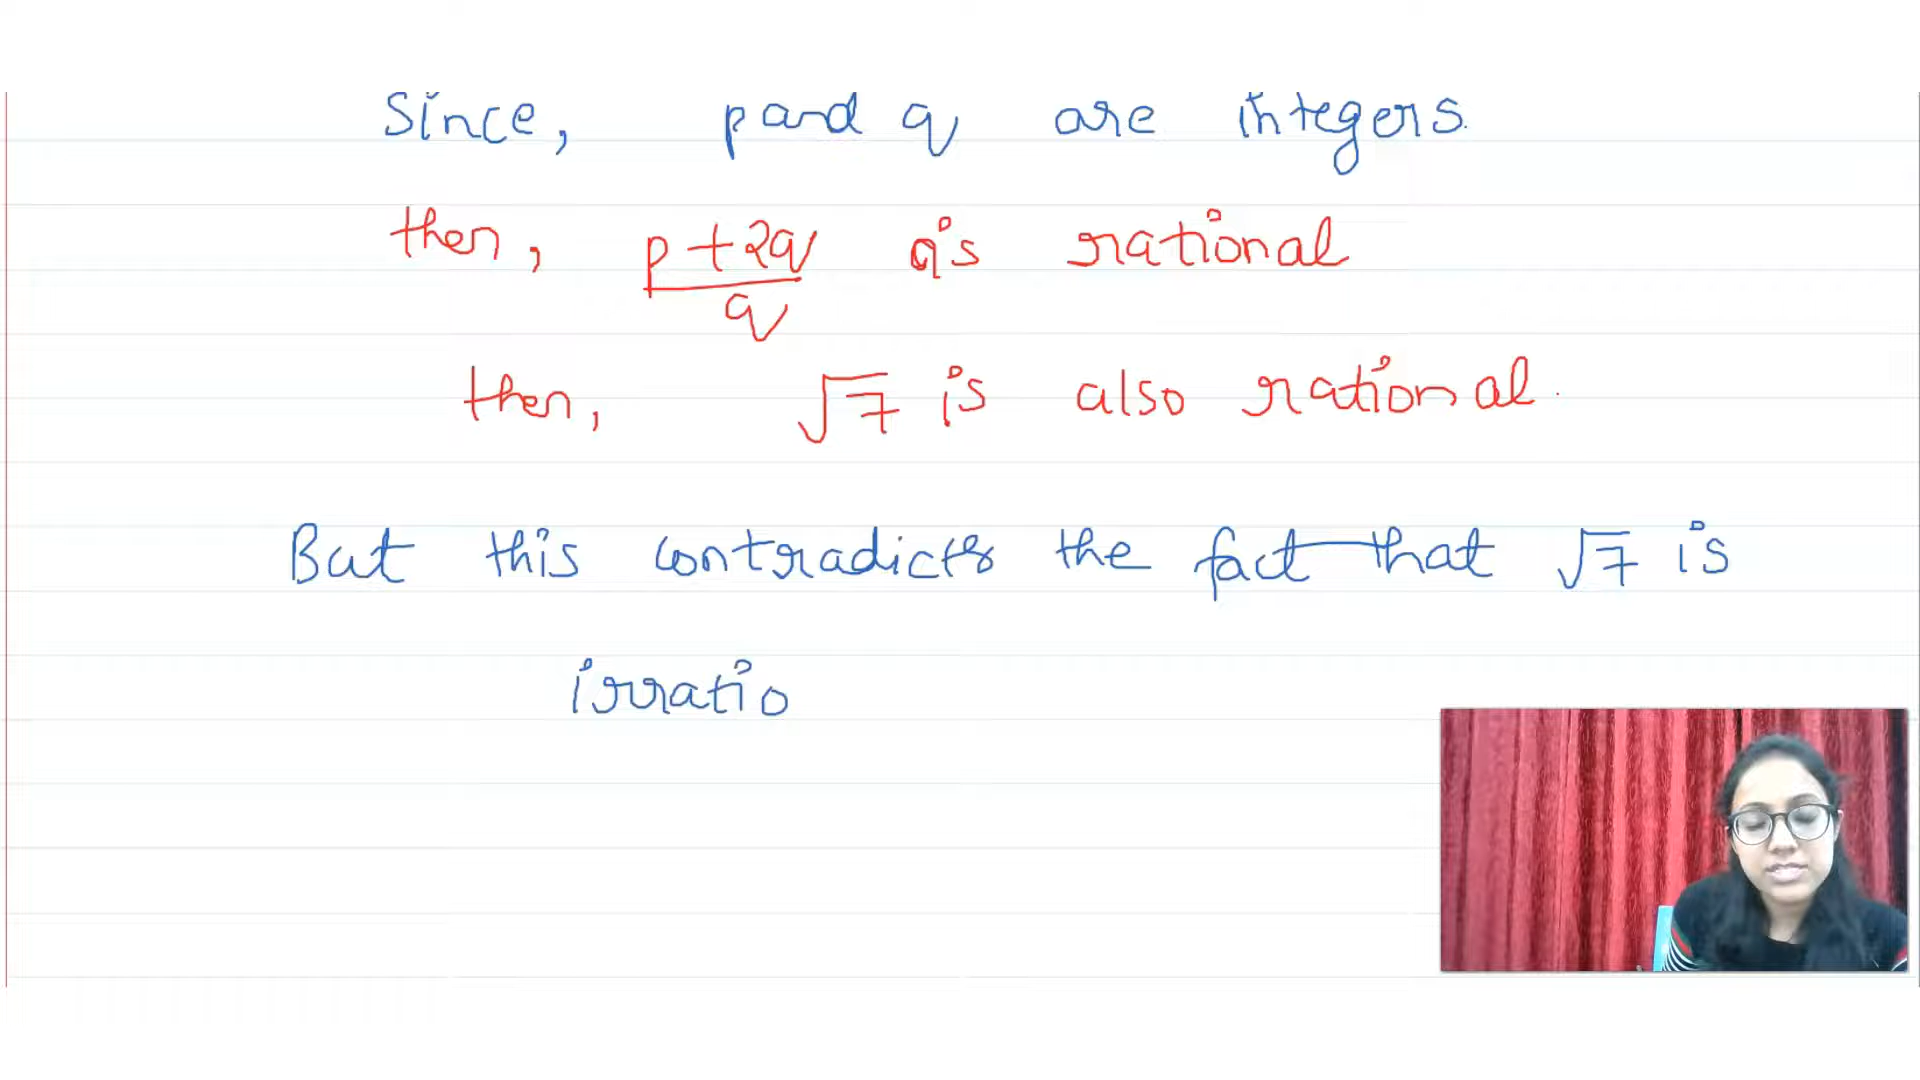 Since, p and q are integers.
then, p+2q/q is rational
then, √7 is also rational.
But this contradicts the fact that √7 is
irratio